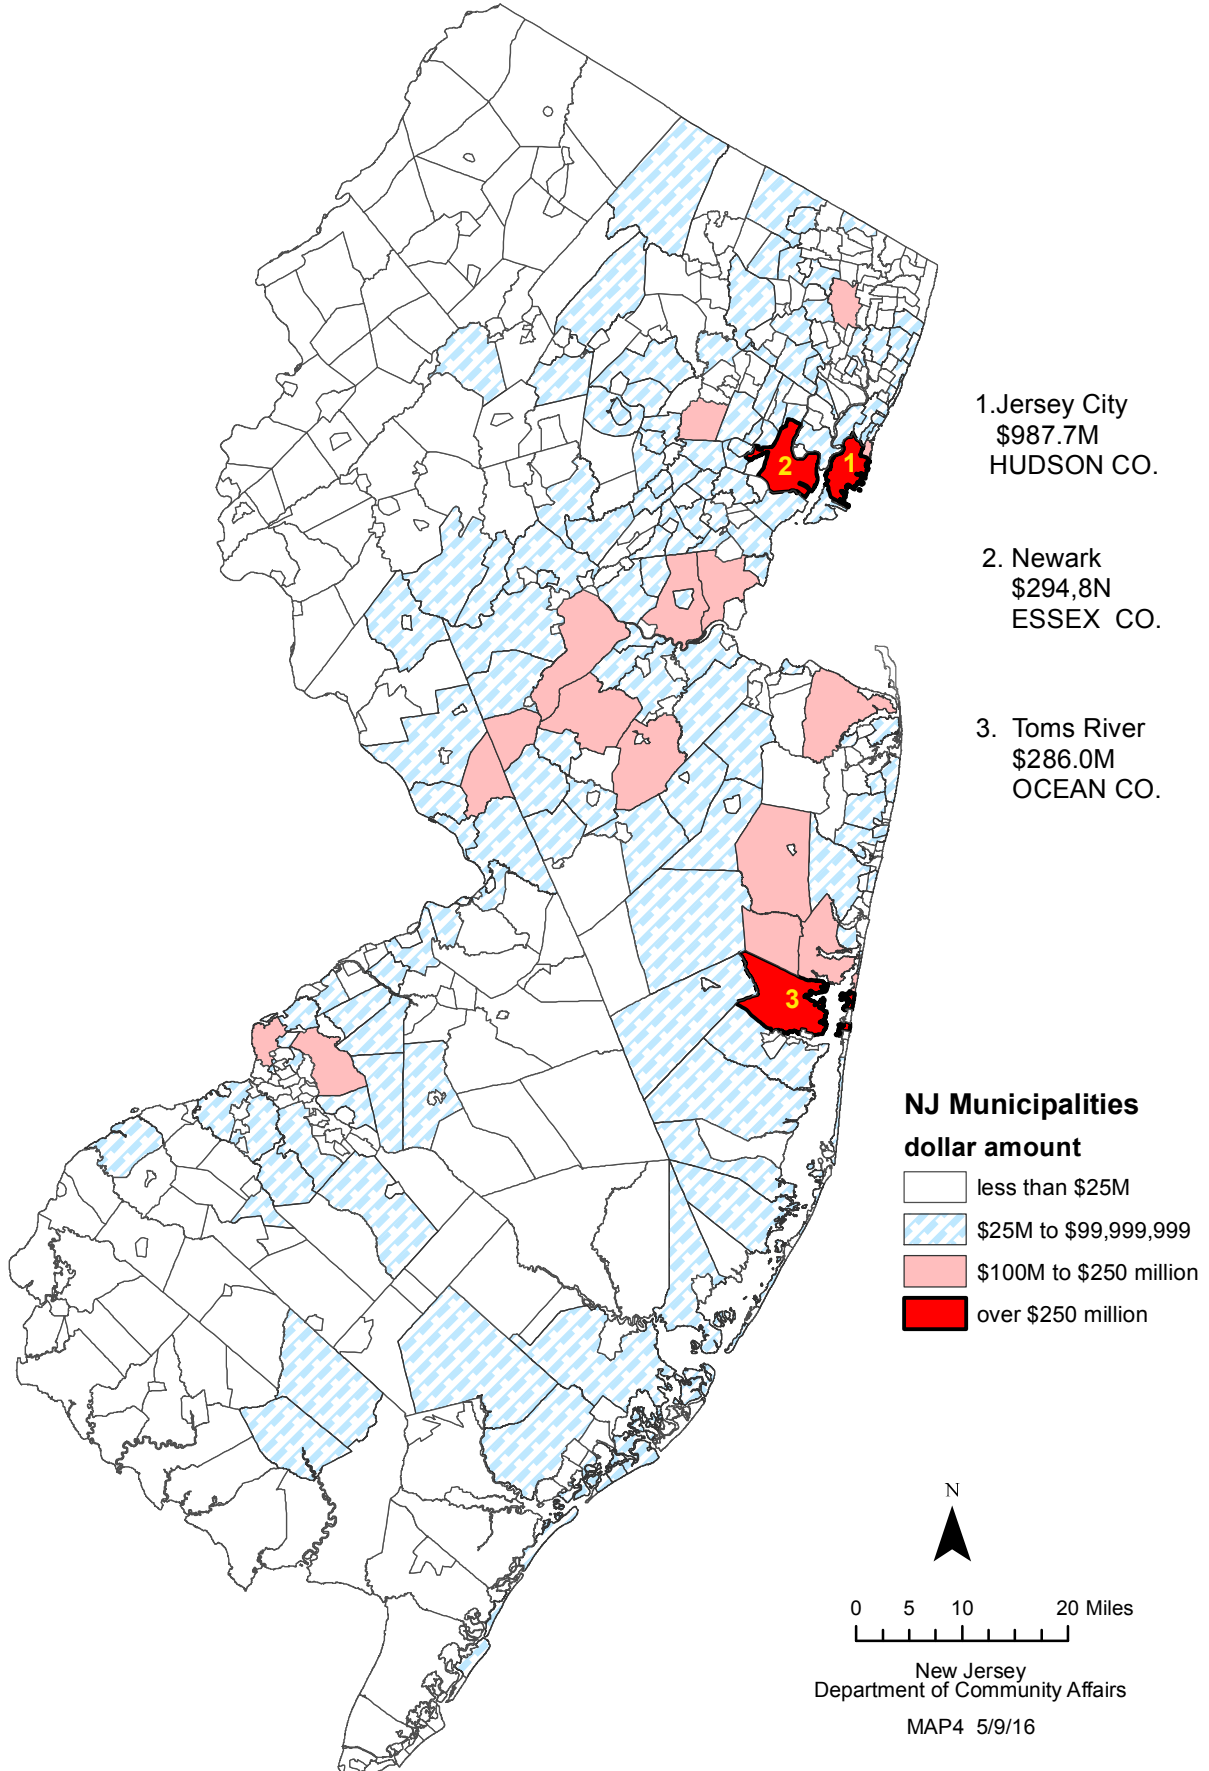 1.Jersey City
$987.7M
HUDSON CO.
2. Newark
$294,8N
ESSEX CO.
3. Toms River
$286.0M
OCEAN CO.
2
1
3
NJ Municipalities
dollar amount
less than $25M
$25M to $99,999,999
$100M to $250 million
over $250 million
N
0 5 10 20 Miles
New Jersey
Department of Community Affairs
MAP4 5/9/16